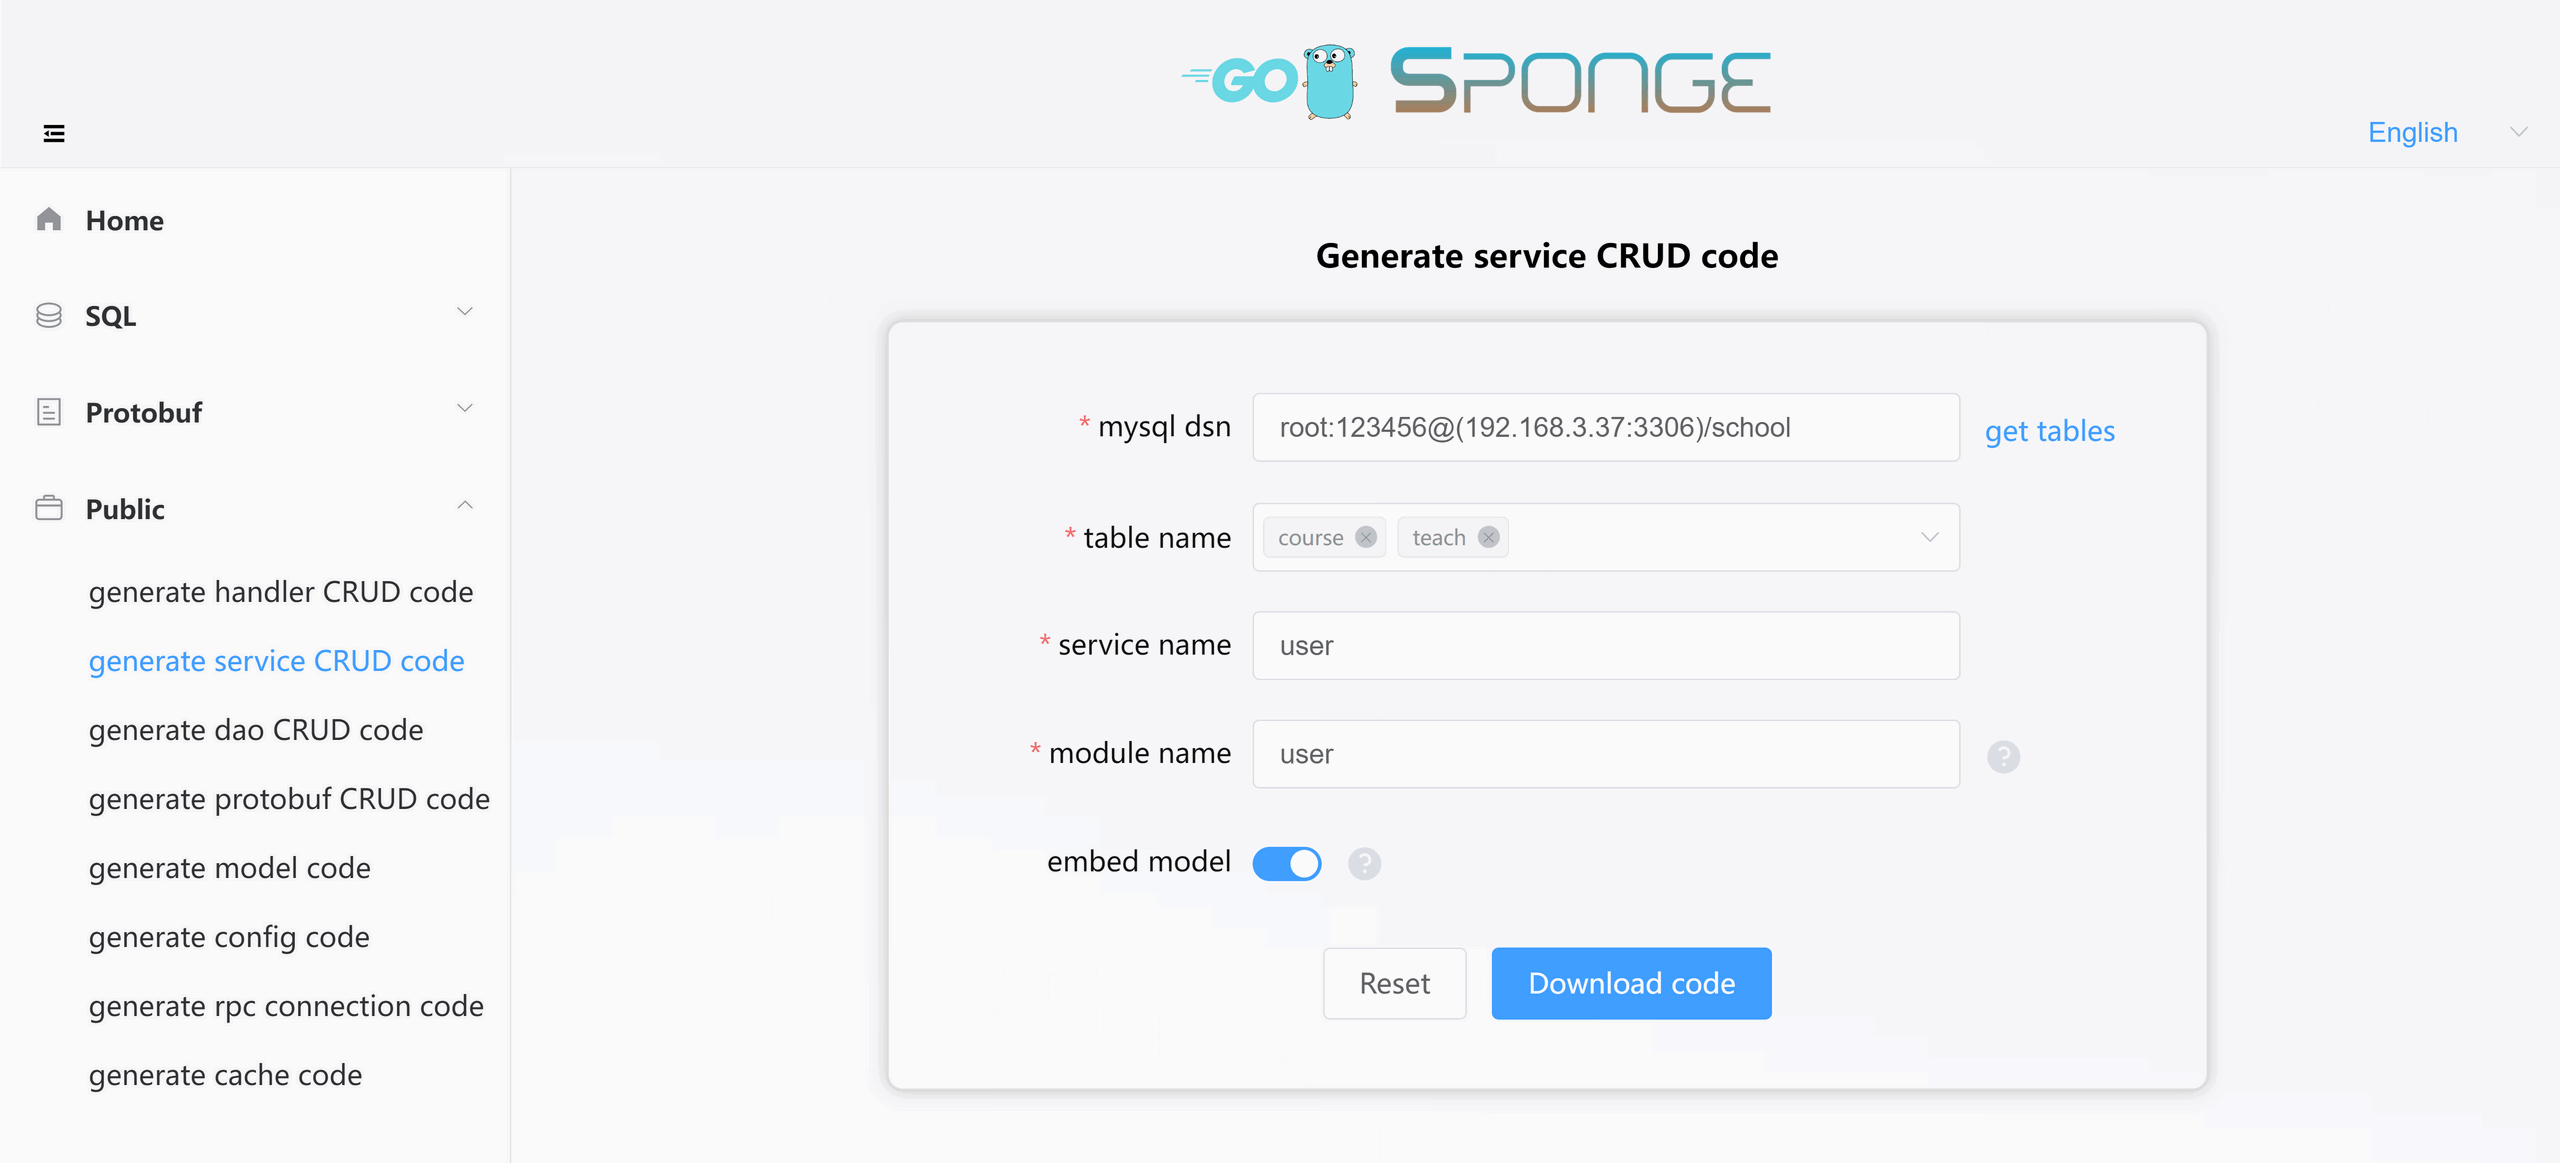 GO SPONGE
English
Home
SQL
Protobuf
Public
generate handler CRUD code
generate service CRUD code
generate dao CRUD code
generate protobuf CRUD code
generate model code
generate config code
generate rpc connection code
generate cache code
Generate service CRUD code
* mysql dsn root:123456@(192.168.3.37:3306)/school get tables
* table name course teach
* service name user
* module name user ?
embed model ?
Reset Download code